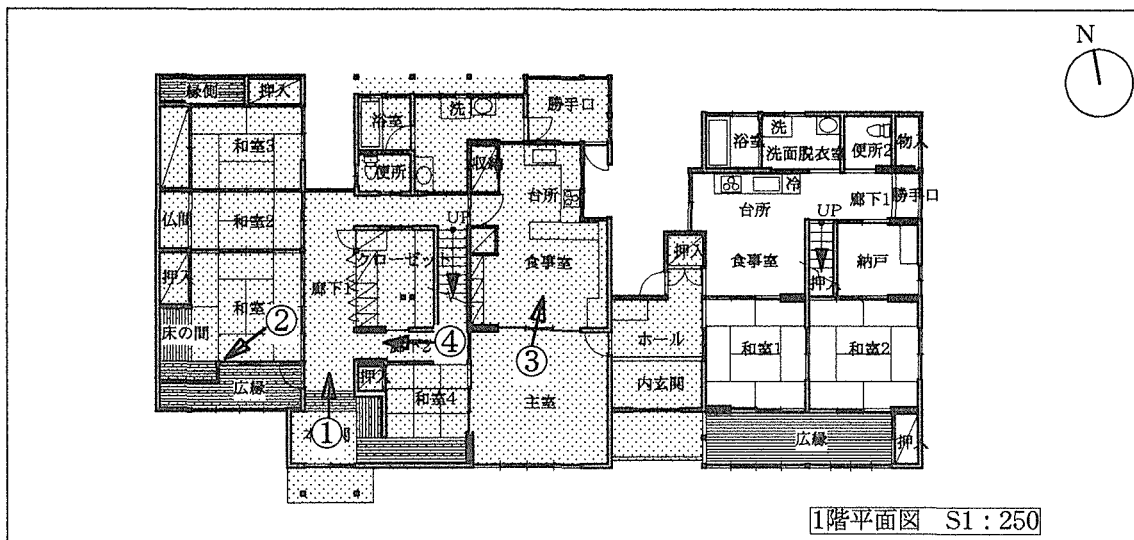 N
縁側
押入
浴室
洗
勝手口
和室3
便所
収納
台所
仏間
和室2
UP
クローゼット
食事室
押入
廊下1
床の間
②
④
廊下2
③
広縁
押入
和室4
主室
①
浴室
洗
洗面脱衣室
便所2
物入
冷
台所
廊下1
勝手口
UP
押入
食事室
押入
納戸
ホール
和室1
和室2
内玄関
広縁
1階平面図 S1:250